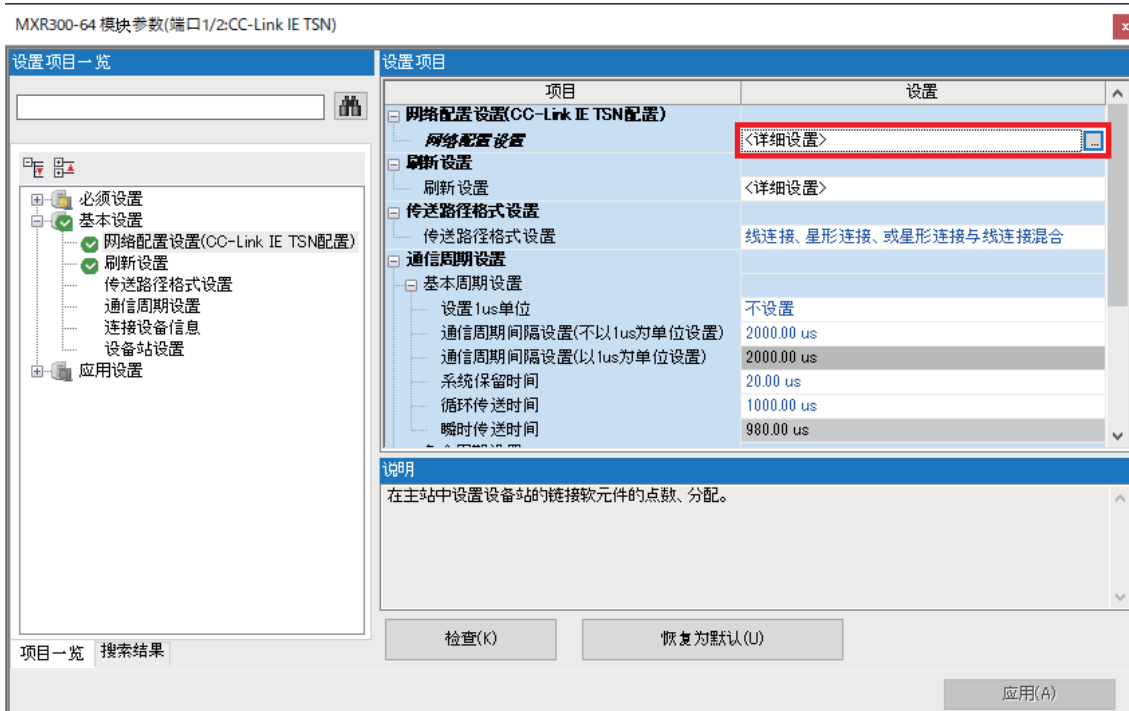 MXR300-64 模块参数(端口1/2:CC-Link IE TSN)
x
设置项目一览
必须设置
基本设置
网络配置设置(CC-Link IE TSN配置)
刷新设置
传送路径格式设置
通信周期设置
连接设备信息
设备站设置
应用设置
项目一览 搜索结果
设置项目
项目 设置
网络配置设置(CC-Link IE TSN配置)
网络配置设置 <详细设置> ...
刷新设置
刷新设置 <详细设置>
传送路径格式设置
传送路径格式设置 线连接、星形连接、或星形连接与线连接混合
通信周期设置
基本周期设置
设置1us单位 不设置
通信周期间隔设置(不以1us为单位设置) 2000.00 us
通信周期间隔设置(以1us为单位设置) 2000.00 us
系统保留时间 20.00 us
循环传送时间 1000.00 us
瞬时传送时间 980.00 us
说明
在主站中设置设备站的链接软元件的点数、分配。
检查(K) 恢复为默认(U)
应用(A)